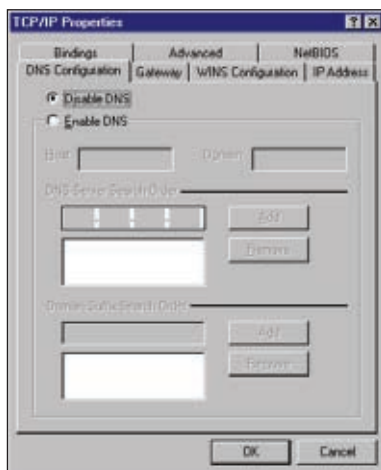 TCP/IP Properties
Bindings Advanced NetBIOS
DNS Configuration Gateway WINS Configuration IP Address
Disable DNS
Enable DNS
Host: Domain:
DNS Server Search Order
Add
Remove
Domain Suffix Search Order
Add
Remove
OK Cancel